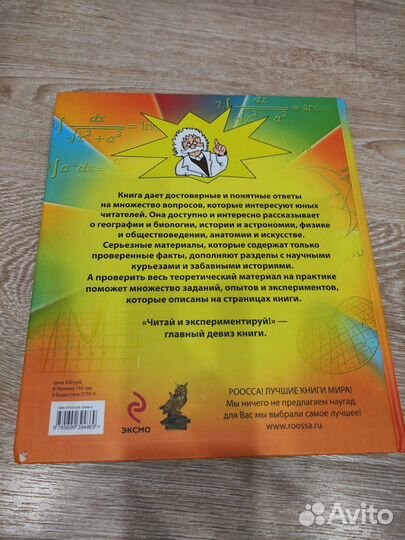 Книга дает достоверные и понятные ответы
на множество вопросов, которые интересуют юных
читателей. Она доступно и интересно рассказывает
о географии и биологии, истории и астрономии, физике
и обществоведении, анатомии и искусстве.
Серьезные материалы, которые содержат только
проверенные факты, дополняют разделы с научными
курьезами и забавными историями.
А проверить весь теоретический материал на практике
поможет множество заданий, опытов и экспериментов,
которые описаны на страницах книги.
«Читай и экспериментируй!» —
главный девиз книги.
ЭКСМО
9 785699 394869 >
РООССА! ЛУЧШИЕ КНИГИ МИРА!
Мы ничего не предлагаем наугад,
для Вас мы выбрали самое лучшее!
www.roossa.ru
Avito